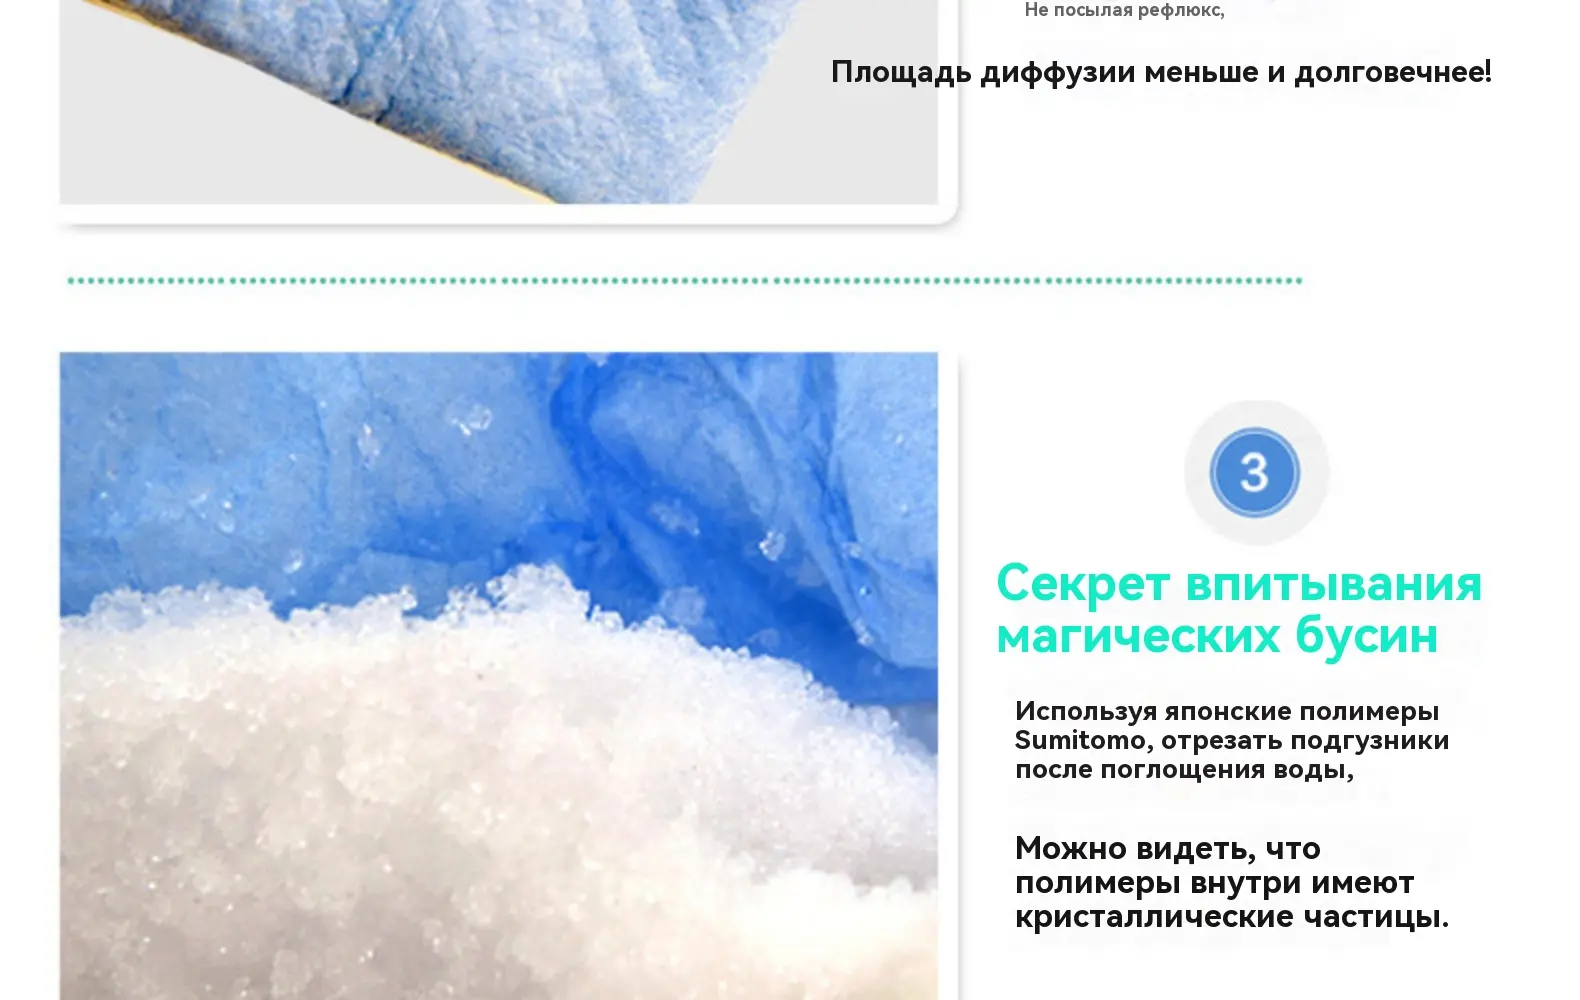 Не посылая рефлюкс,
Площадь диффузии меньше и долговечнее!
3
Секрет впитывания
магических бусин
Используя японские полимеры
Sumitomo, отрезать подгузники
после поглощения воды,
Можно видеть, что
полимеры внутри имеют
кристаллические частицы.